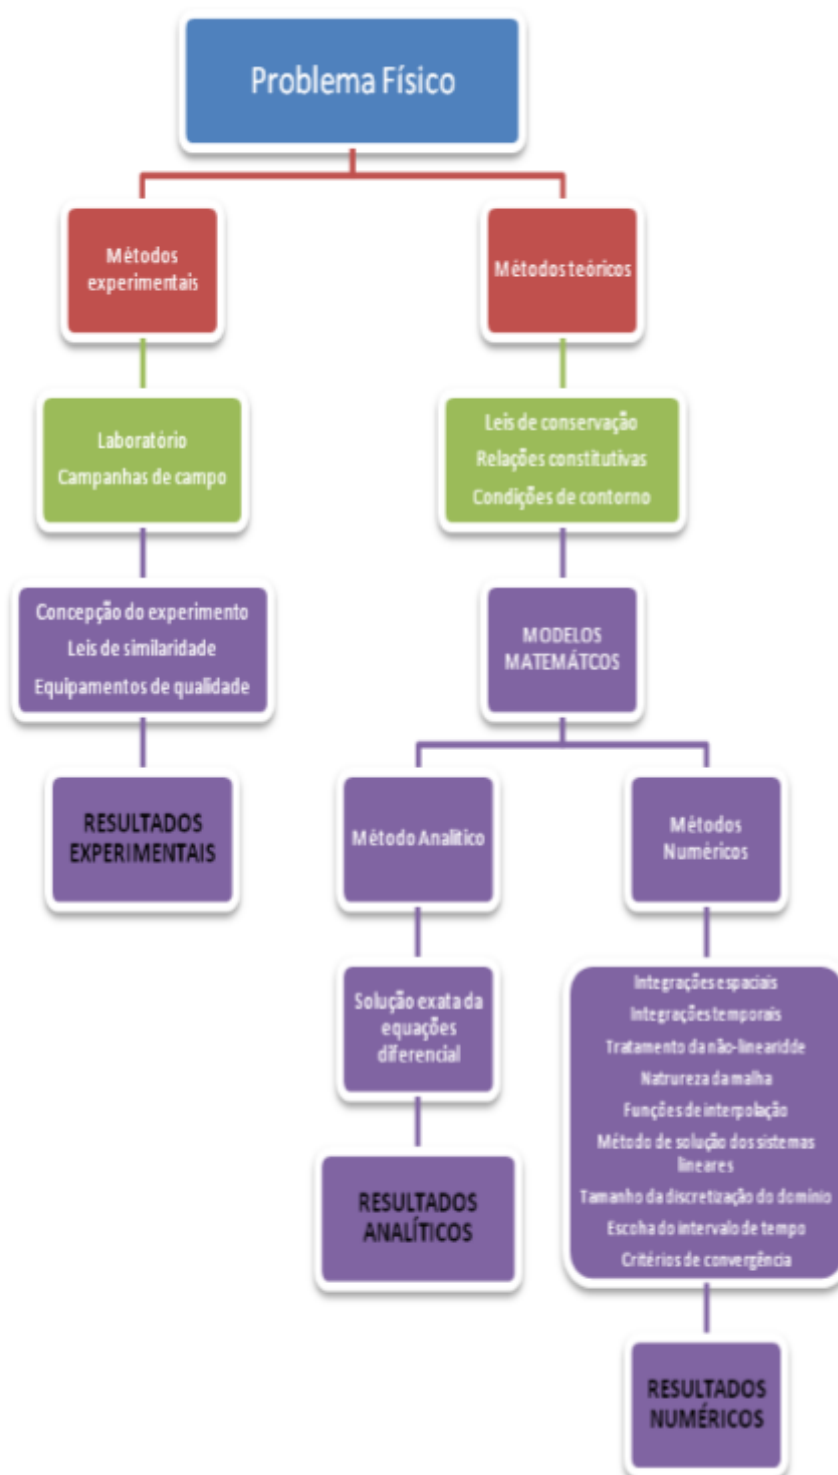 Problema Físico
Métodos
experimentais
Métodos teóricos
Laboratório
Campanhas de campo
Leis de conservação
Relações constitutivas
Condições de contorno
Concepção do experimento
Leis de similaridade
Equipamentos de qualidade
MODELOS
MATEMÁTCOS
RESULTADOS
EXPERIMENTAIS
Método Analítico
Métodos
Numéricos
Solução exata da
equações
diferencial
Integrações espaciais
Integrações temporais
Tratamento da não-linearidde
Natrureza da malha
Funções de interpolação
Método de solução dos sistemas
lineares
Tamanho da discretização do domínio
Escoha do intervalo de tempo
Critérios de convergência
RESULTADOS
ANALÍTICOS
RESULTADOS
NUMÉRICOS